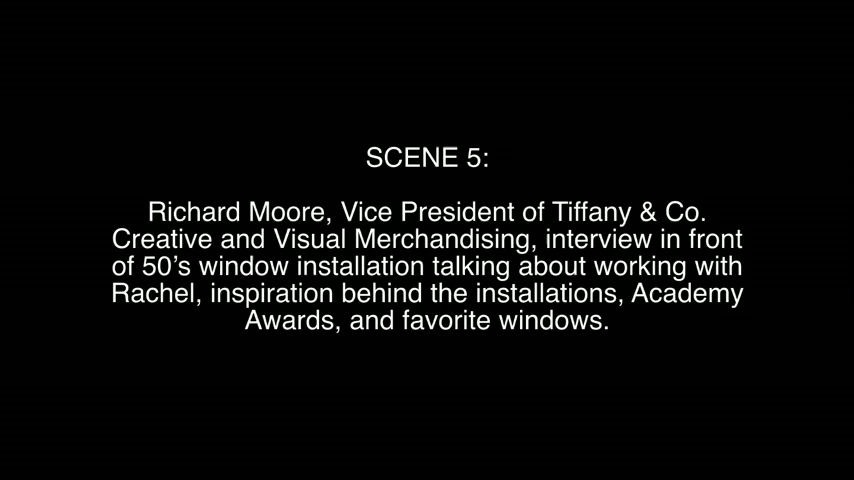 SCENE 5:
Richard Moore, Vice President of Tiffany & Co.
Creative and Visual Merchandising, interview in front
of 50’s window installation talking about working with
Rachel, inspiration behind the installations, Academy
Awards, and favorite windows.